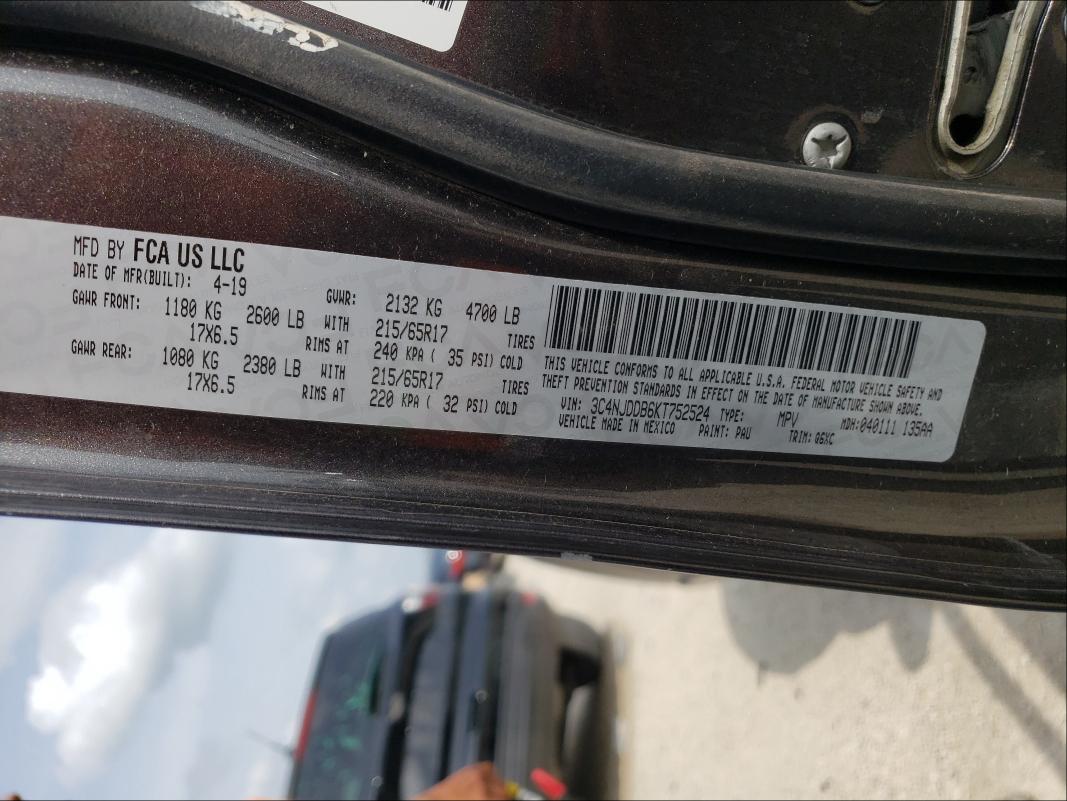 MFD BY FCA US LLC
DATE OF MFR(BUILT): 4-19
GVWR: 2132 KG 4700 LB
GAWR FRONT: 1180 KG 2600 LB WITH 215/65R17 TIRES
17X6.5 RIMS AT 240 KPA ( 35 PSI) COLD
GAWR REAR: 1080 KG 2380 LB WITH 215/65R17 TIRES
17X6.5 RIMS AT 220 KPA ( 32 PSI) COLD
THIS VEHICLE CONFORMS TO ALL APPLICABLE U.S.A. FEDERAL MOTOR VEHICLE SAFETY AND
THEFT PREVENTION STANDARDS IN EFFECT ON THE DATE OF MANUFACTURE SHOWN ABOVE.
VIN: 3C4NJDDB6KT752524 TYPE: MPV MDH:040111 135AA
VEHICLE MADE IN MEXICO PAINT: PAU TRIM: G6XC